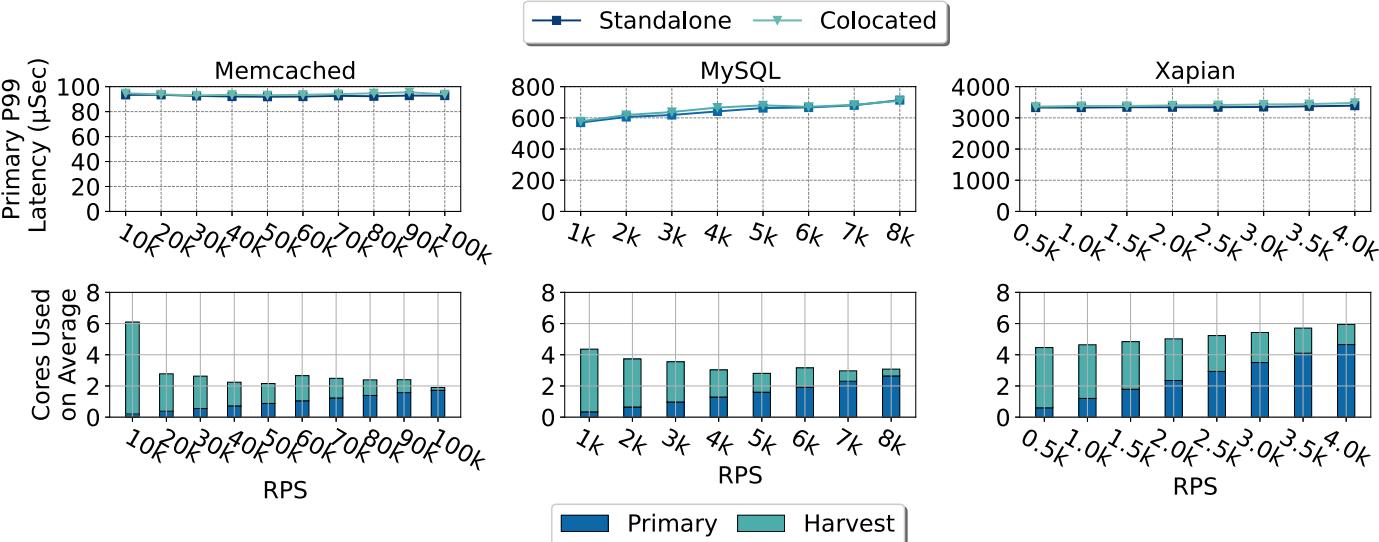 Standalone Colocated
Memcached MySQL Xapian
Primary P99
Latency (μSec)
100 800 4000
80 600 3000
60 400 2000
40 200 1000
20
0 0 0
10k 20k 30k 40k 50k 60k 70k 80k 90k 100k 1k 2k 3k 4k 5k 6k 7k 8k 0.5k 1.0k 1.5k 2.0k 2.5k 3.0k 3.5k 4.0k
Cores Used
on Average
8 8 8
6 6 6
4 4 4
2 2 2
0 0 0
10k 20k 30k 40k 50k 60k 70k 80k 90k 100k 1k 2k 3k 4k 5k 6k 7k 8k 0.5k 1.0k 1.5k 2.0k 2.5k 3.0k 3.5k 4.0k
RPS RPS RPS
Primary Harvest